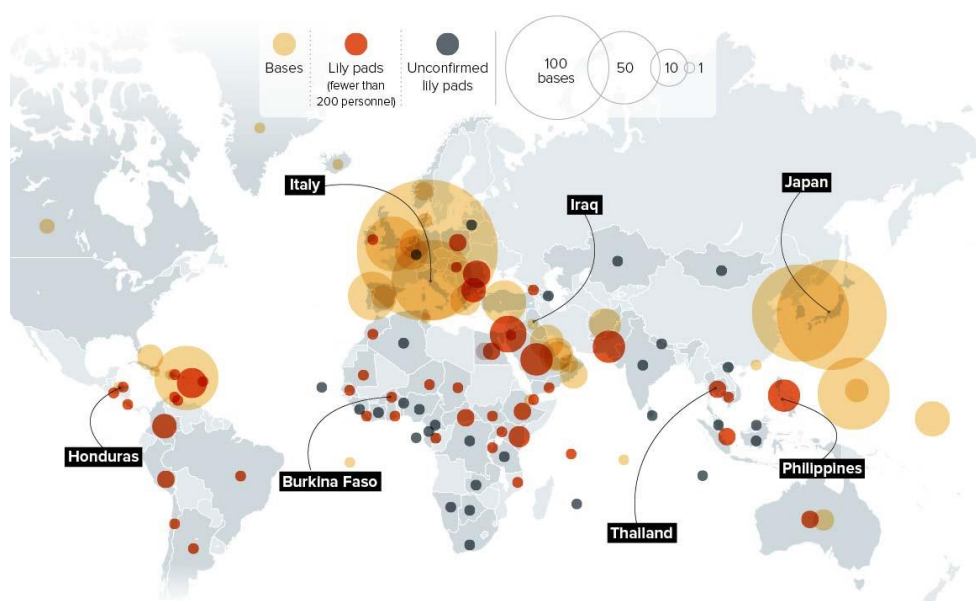 Bases
Lily pads
(fewer than
200 personnel)
Unconfirmed
lily pads
100
bases
50
10
1
Italy
Iraq
Japan
Honduras
Burkina Faso
Thailand
Philippines